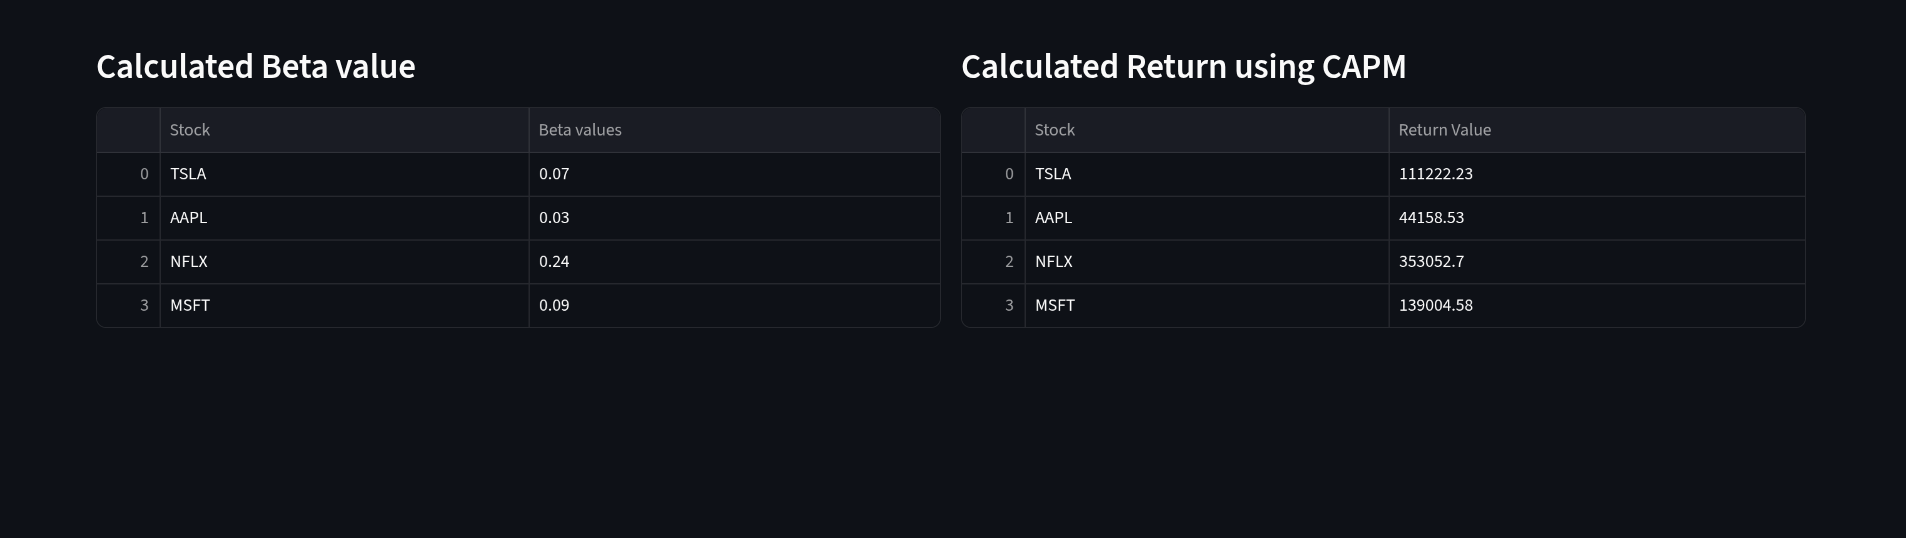 Calculated Beta value
Stock Beta values
0 TSLA 0.07
1 AAPL 0.03
2 NFLX 0.24
3 MSFT 0.09
Calculated Return using CAPM
Stock Return Value
0 TSLA 111222.23
1 AAPL 44158.53
2 NFLX 353052.7
3 MSFT 139004.58